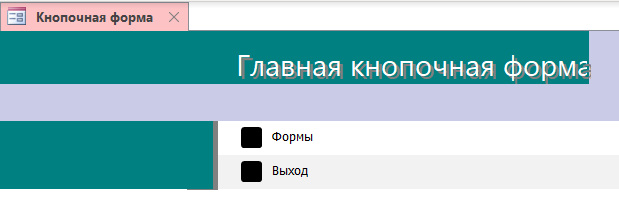 Кнопочная форма
Главная кнопочная форма
Формы
Выход